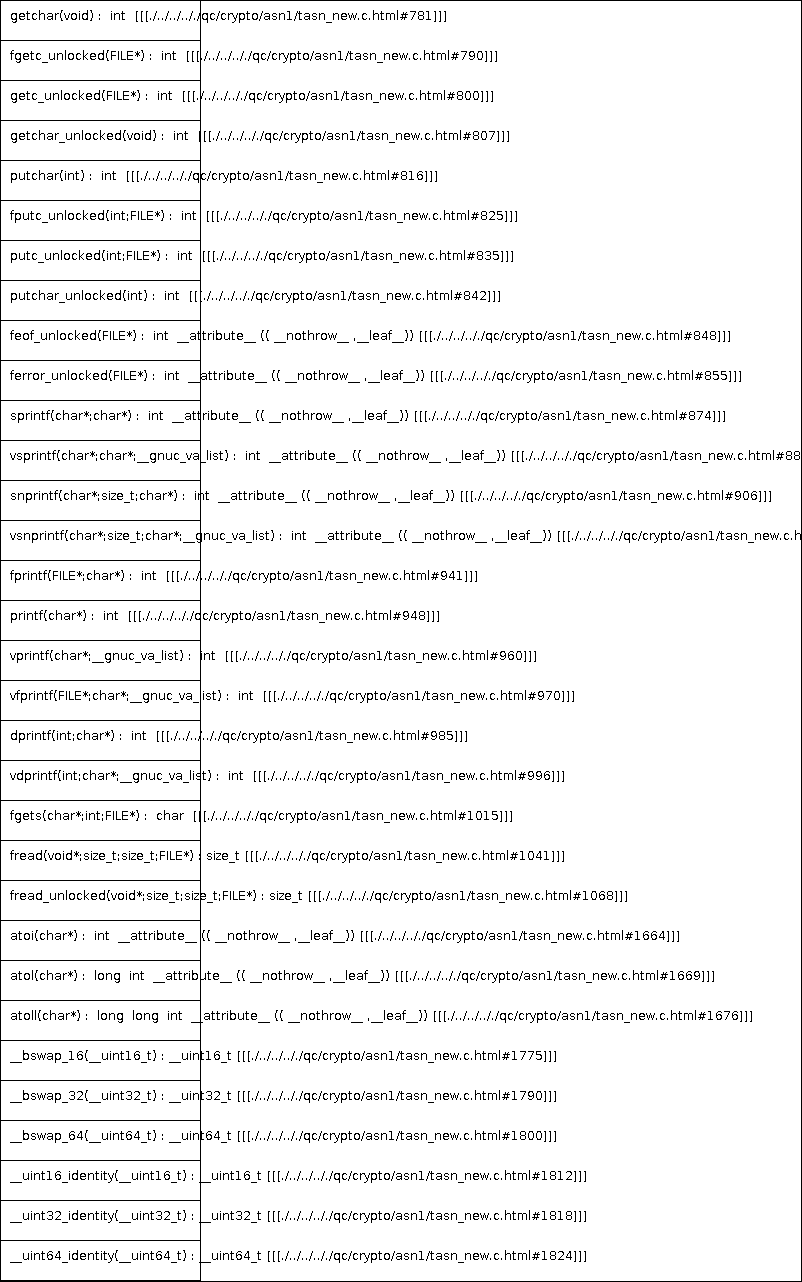 getchar(void) :  int  [[[./../../././qc/crypto/asn1/tasn_new.c.html#781]]]
fgetc_unlocked(FILE*) :  int  [[[./../../././qc/crypto/asn1/tasn_new.c.html#790]]]
getc_unlocked(FILE*) :  int  [[[./../../././qc/crypto/asn1/tasn_new.c.html#800]]]
getchar_unlocked(void) :  int  [[[./../../././qc/crypto/asn1/tasn_new.c.html#807]]]
putchar(int) :  int  [[[./../../././qc/crypto/asn1/tasn_new.c.html#816]]]
fputc_unlocked(int;FILE*) :  int  [[[./../../././qc/crypto/asn1/tasn_new.c.html#825]]]
putc_unlocked(int;FILE*) :  int  [[[./../../././qc/crypto/asn1/tasn_new.c.html#835]]]
putchar_unlocked(int) :  int  [[[./../../././qc/crypto/asn1/tasn_new.c.html#842]]]
feof_unlocked(FILE*) :  int  __attribute__ (( __nothrow__ ,__leaf__)) [[[./../../././qc/crypto/asn1/tasn_new.c.html#848]]]
ferror_unlocked(FILE*) :  int  __attribute__ (( __nothrow__ ,__leaf__)) [[[./../../././qc/crypto/asn1/tasn_new.c.html#855]]]
sprintf(char*;char*) :  int  __attribute__ (( __nothrow__ ,__leaf__)) [[[./../../././qc/crypto/asn1/tasn_new.c.html#874]]]
vsprintf(char*;char*;__gnuc_va_list) :  int  __attribute__ (( __nothrow__ ,__leaf__)) [[[./../../././qc/crypto/asn1/tasn_new.c.html#88
snprintf(char*;size_t;char*) :  int  __attribute__ (( __nothrow__ ,__leaf__)) [[[./../../././qc/crypto/asn1/tasn_new.c.html#906]]]
vsnprintf(char*;size_t;char*;__gnuc_va_list) :  int  __attribute__ (( __nothrow__ ,__leaf__)) [[[./../../././qc/crypto/asn1/tasn_new.c.h
fprintf(FILE*;char*) :  int  [[[./../../././qc/crypto/asn1/tasn_new.c.html#941]]]
printf(char*) :  int  [[[./../../././qc/crypto/asn1/tasn_new.c.html#948]]]
vprintf(char*;__gnuc_va_list) :  int  [[[./../../././qc/crypto/asn1/tasn_new.c.html#960]]]
vfprintf(FILE*;char*;__gnuc_va_list) :  int  [[[./../../././qc/crypto/asn1/tasn_new.c.html#970]]]
dprintf(int;char*) :  int  [[[./../../././qc/crypto/asn1/tasn_new.c.html#985]]]
vdprintf(int;char*;__gnuc_va_list) :  int  [[[./../../././qc/crypto/asn1/tasn_new.c.html#996]]]
fgets(char*;int;FILE*) :  char  [[[./../../././qc/crypto/asn1/tasn_new.c.html#1015]]]
fread(void*;size_t;size_t;FILE*) : size_t [[[./../../././qc/crypto/asn1/tasn_new.c.html#1041]]]
fread_unlocked(void*;size_t;size_t;FILE*) : size_t [[[./../../././qc/crypto/asn1/tasn_new.c.html#1068]]]
atoi(char*) :  int  __attribute__ (( __nothrow__ ,__leaf__)) [[[./../../././qc/crypto/asn1/tasn_new.c.html#1664]]]
atol(char*) :  long  int  __attribute__ (( __nothrow__ ,__leaf__)) [[[./../../././qc/crypto/asn1/tasn_new.c.html#1669]]]
atoll(char*) :  long  long  int  __attribute__ (( __nothrow__ ,__leaf__)) [[[./../../././qc/crypto/asn1/tasn_new.c.html#1676]]]
__bswap_16(__uint16_t) : __uint16_t [[[./../../././qc/crypto/asn1/tasn_new.c.html#1775]]]
__bswap_32(__uint32_t) : __uint32_t [[[./../../././qc/crypto/asn1/tasn_new.c.html#1790]]]
__bswap_64(__uint64_t) : __uint64_t [[[./../../././qc/crypto/asn1/tasn_new.c.html#1800]]]
__uint16_identity(__uint16_t) : __uint16_t [[[./../../././qc/crypto/asn1/tasn_new.c.html#1812]]]
__uint32_identity(__uint32_t) : __uint32_t [[[./../../././qc/crypto/asn1/tasn_new.c.html#1818]]]
__uint64_identity(__uint64_t) : __uint64_t [[[./../../././qc/crypto/asn1/tasn_new.c.html#1824]]]